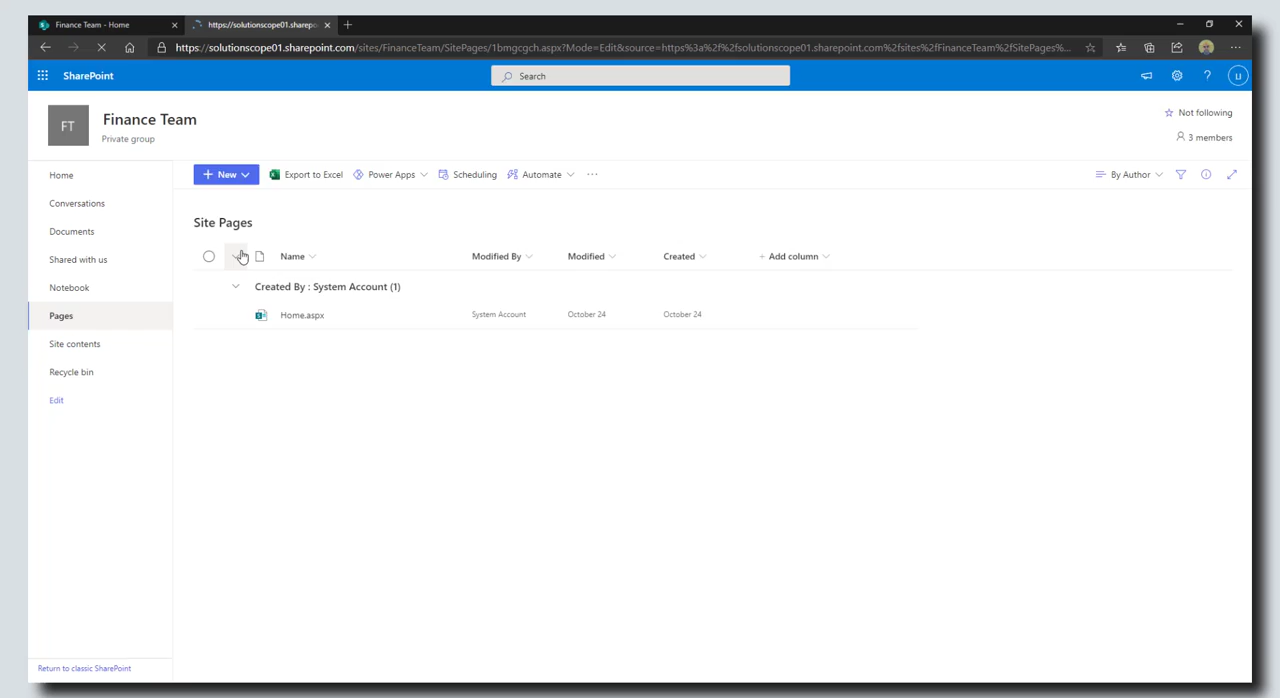 Finance Team - Home
https://solutionscope01.sharepo
https://solutionscope01.sharepoint.com/sites/FinanceTeam/SitePages/1bmgcgch.aspx?Mode=Edit&source=https%3a%2f%2fsolutionscope01.sharepoint.com%2fsites%2fFinanceTeam%2fSitePages%...
SharePoint
Search
LI
FT
Finance Team
Private group
Not following
3 members
Home
Conversations
Documents
Shared with us
Notebook
Pages
Site contents
Recycle bin
Edit
Return to classic SharePoint
+ New
Export to Excel
Power Apps
Scheduling
Automate
...
By Author
Site Pages
Name
Modified By
Modified
Created
+ Add column
Created By : System Account (1)
Home.aspx
System Account
October 24
October 24